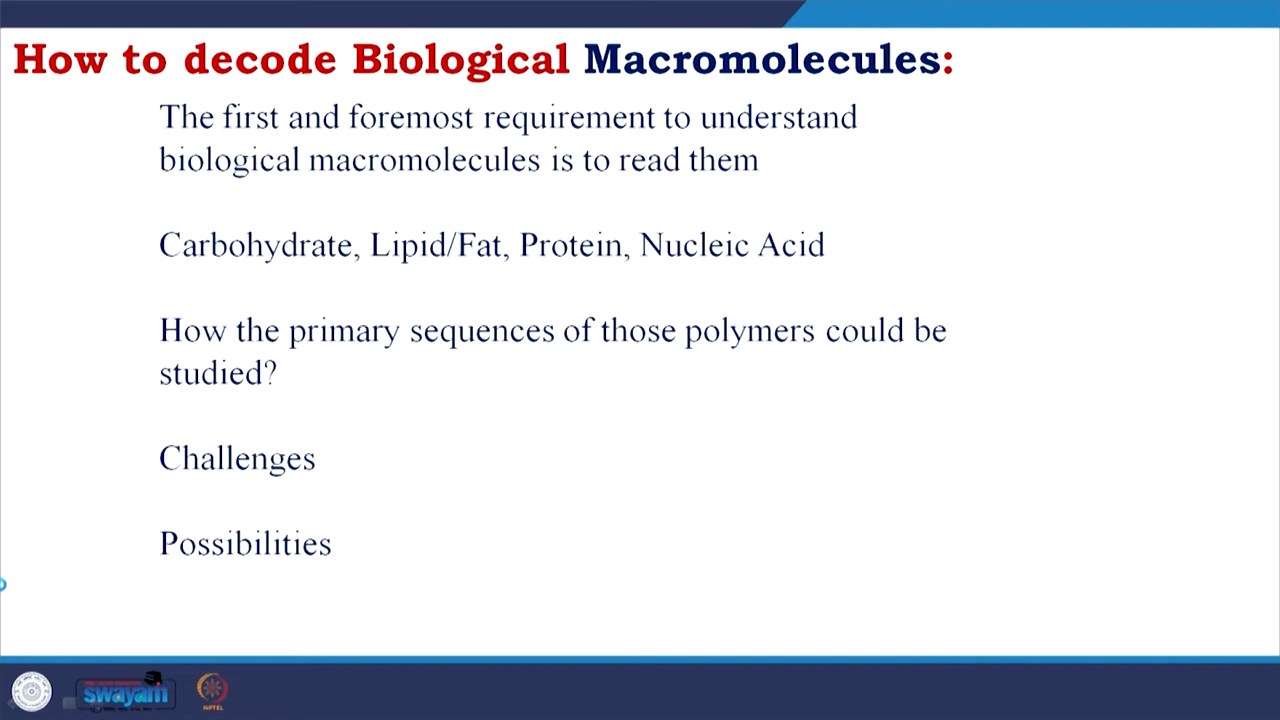 How to decode Biological Macromolecules:
The first and foremost requirement to understand
biological macromolecules is to read them
Carbohydrate, Lipid/Fat, Protein, Nucleic Acid
How the primary sequences of those polymers could be
studied?
Challenges
Possibilities
swayam
NPTEL